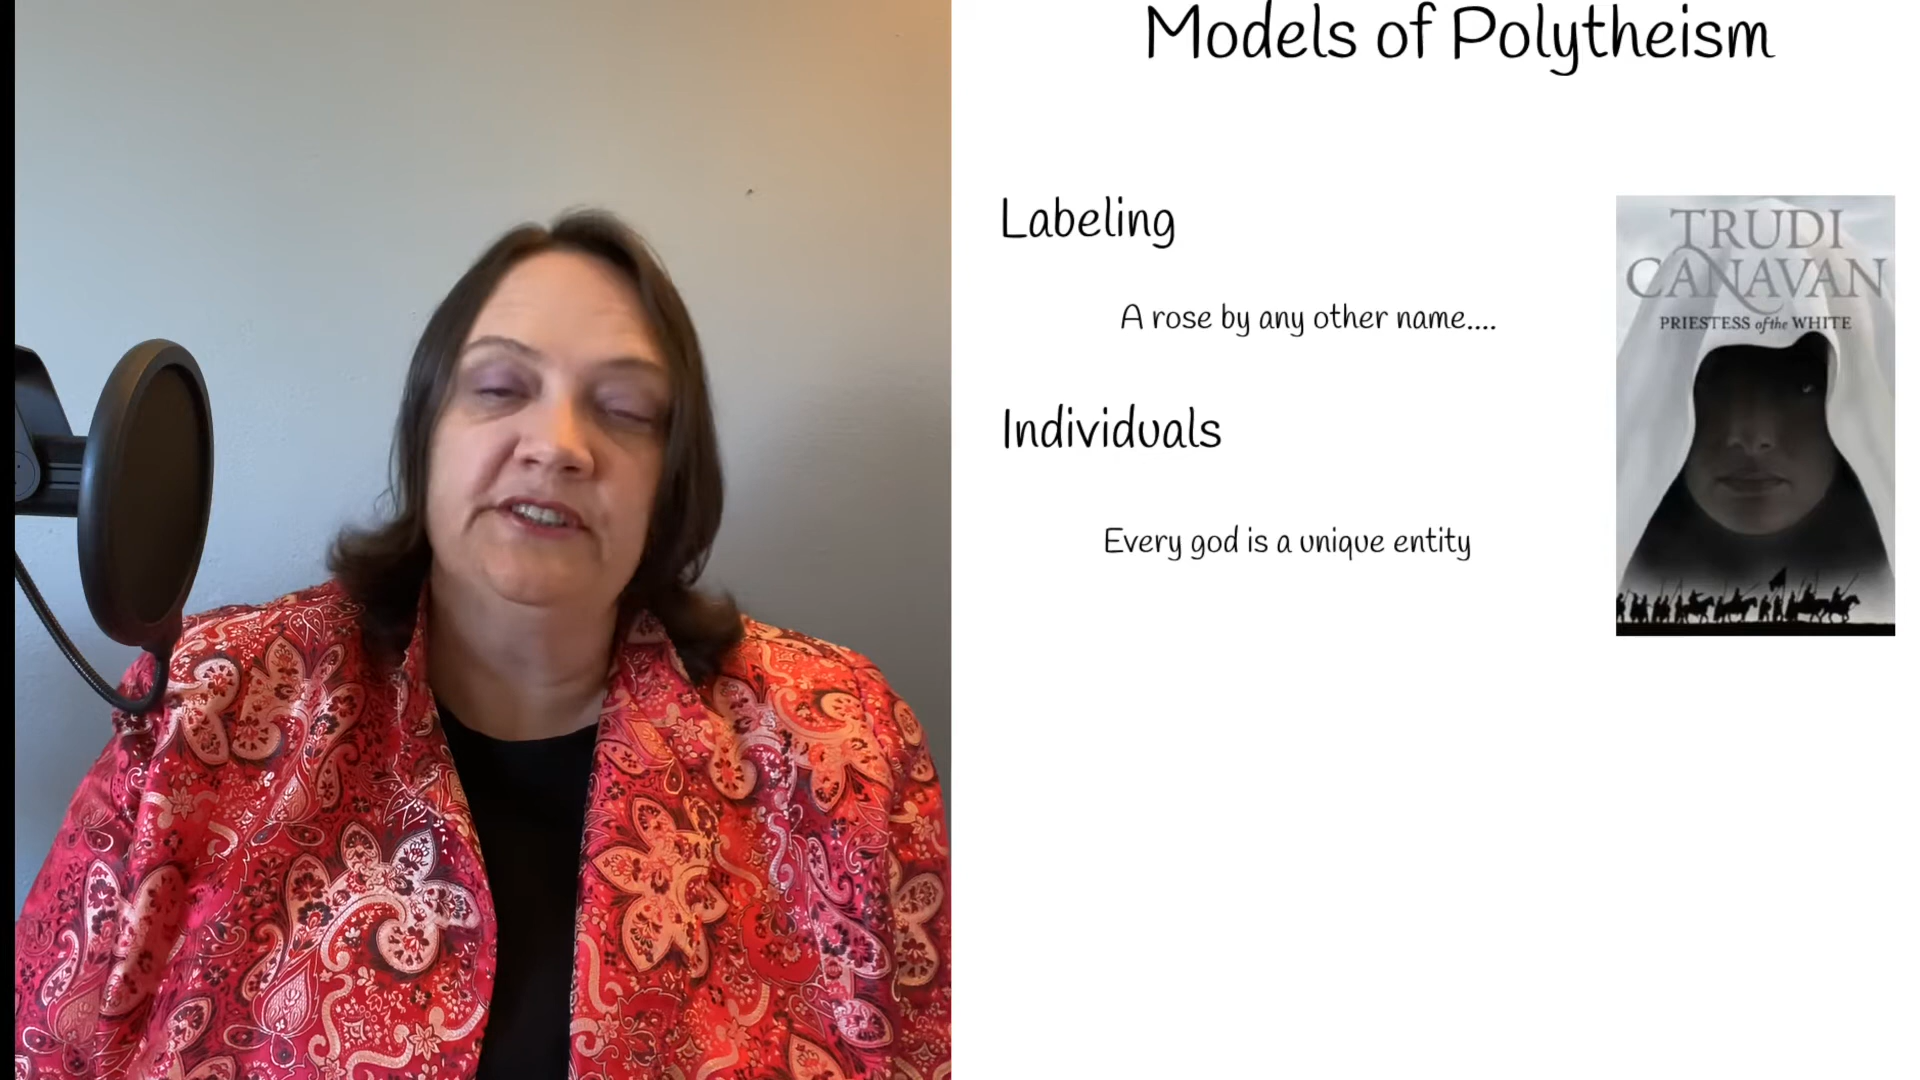 Models of Polytheism
Labeling
A rose by any other name....
Individuals
Every god is a unique entity
TRUDI
CANAVAN
PRIESTESS of the WHITE